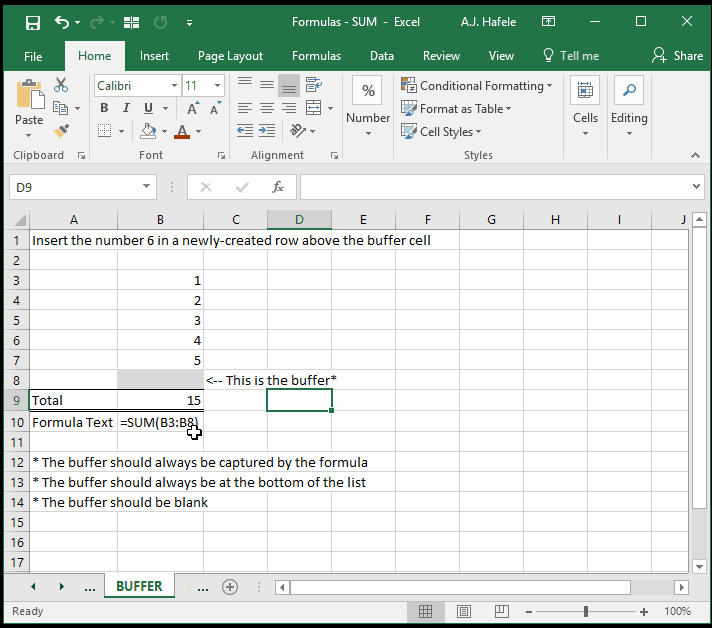 Formulas - SUM - Excel A.J. Hafele
File Home Insert Page Layout Formulas Data Review View Tell me Share
Calibri 11
Conditional Formatting
Format as Table
Cell Styles
Paste B I U A A A % Number Cells Editing
Clipboard Font Alignment Styles
D9 fx
A B C D E F G H I J
1 Insert the number 6 in a newly-created row above the buffer cell
2
3 1
4 2
5 3
6 4
7 5
8 <-- This is the buffer*
9 Total 15
10 Formula Text =SUM(B3:B8)
11
12 * The buffer should always be captured by the formula
13 * The buffer should always be at the bottom of the list
14 * The buffer should be blank
15
16
17
... BUFFER ...
Ready 100%